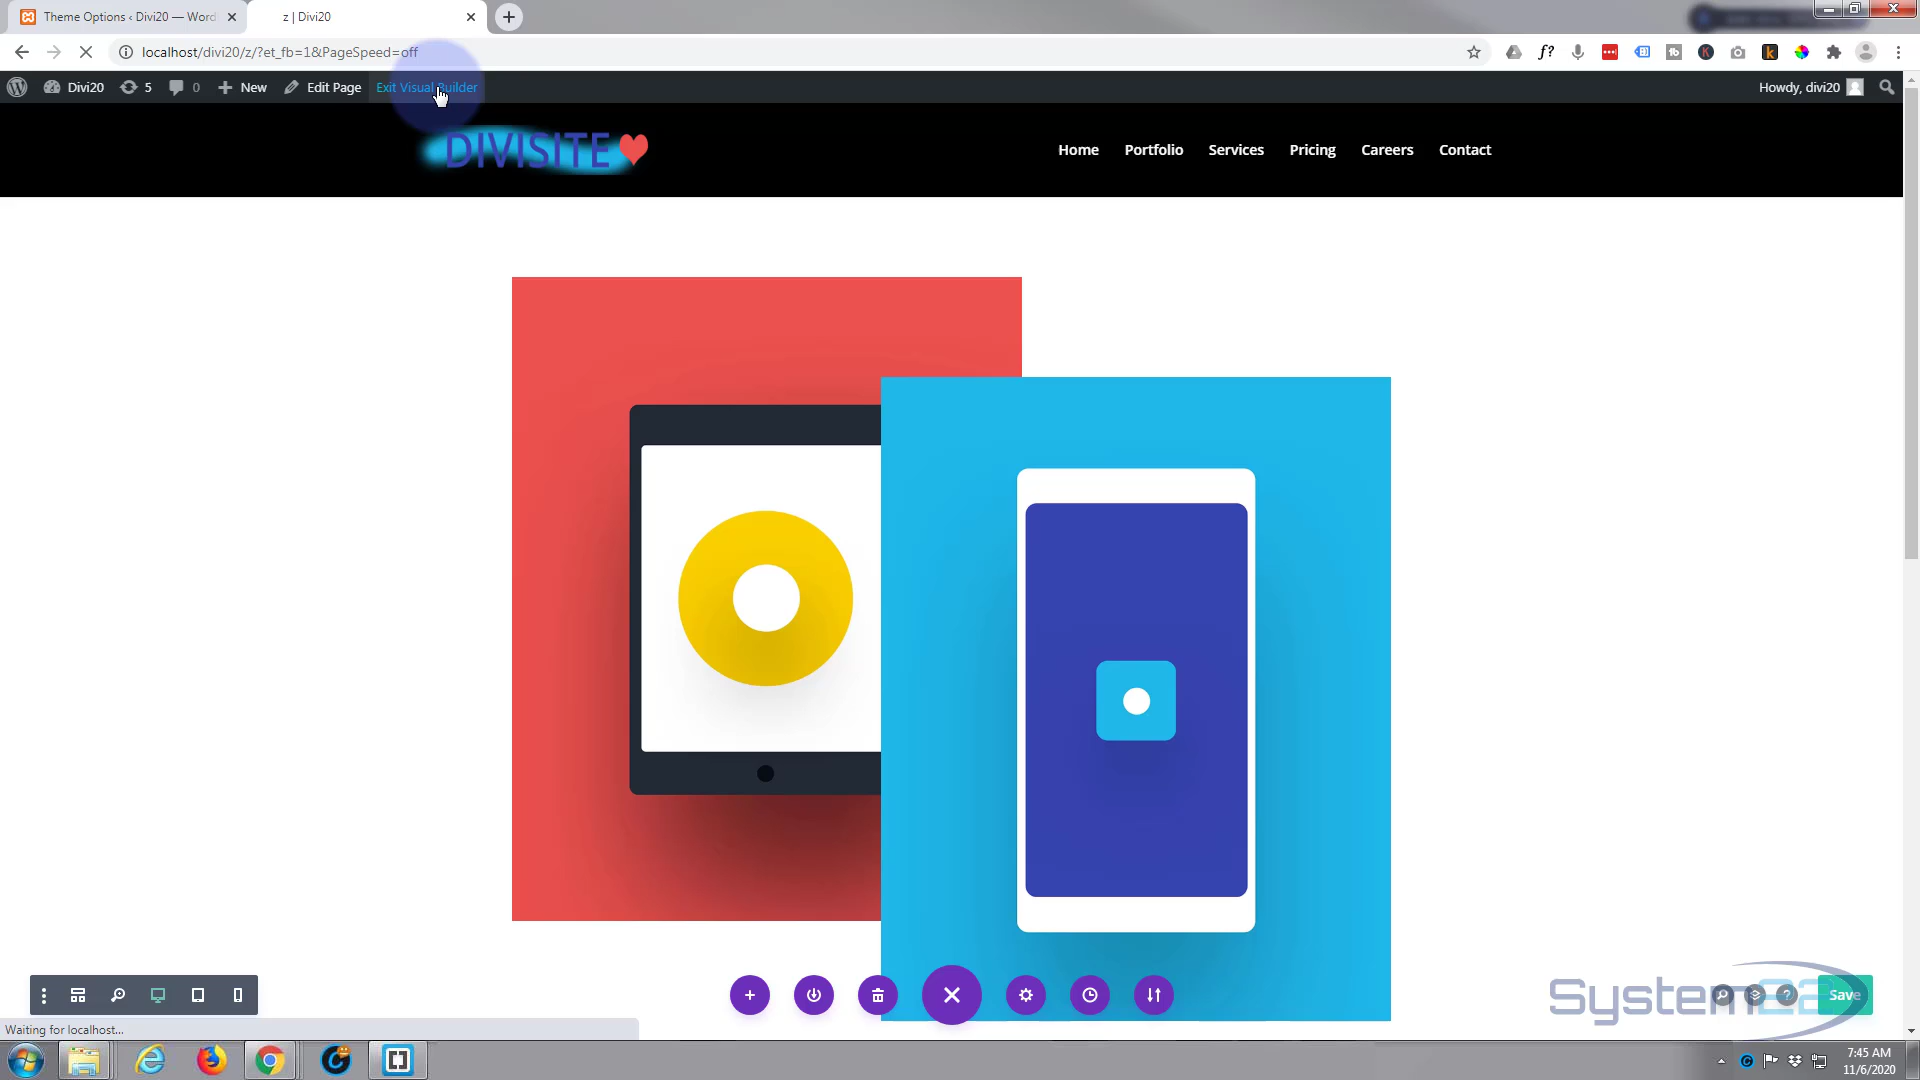 Theme Options ‹ Divi20 — Word
z | Divi20
localhost/divi20/z/?et_fb=1&PageSpeed=off
Divi20
5
0
New
Edit Page
Exit Visual Builder
Howdy, divi20
DIVISITE
Home
Portfolio
Services
Pricing
Careers
Contact
Save
System22
Waiting for localhost...
7:45 AM
11/6/2020